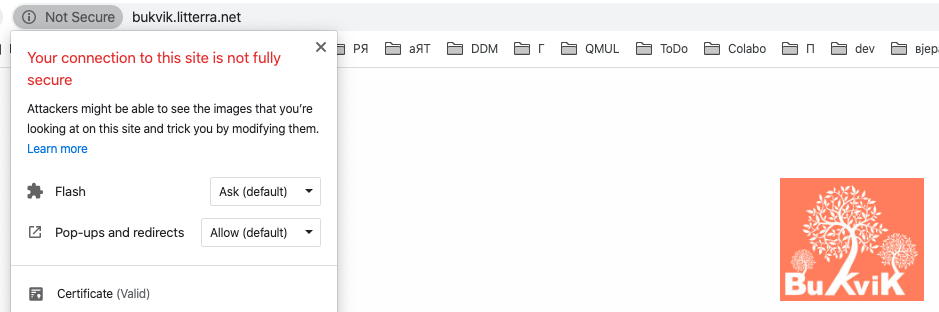 Not Secure bukvik.litterra.net
РЯ аЯТ DDM Г QMUL ToDo Colabo П dev вјера
Your connection to this site is not fully
secure
Attackers might be able to see the images that you're
looking at on this site and trick you by modifying them.
Learn more
Flash Ask (default)
Pop-ups and redirects Allow (default)
Certificate (Valid)
BukviK